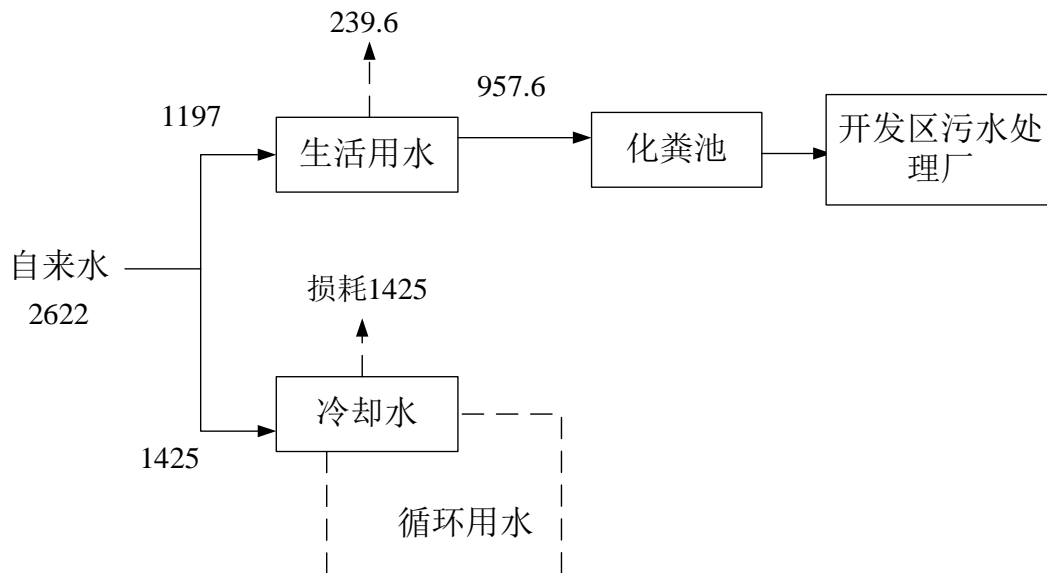 239.6
1197
957.6
生活用水
化粪池
开发区污水处
理厂
自来水
2622
损耗1425
冷却水
1425
循环用水